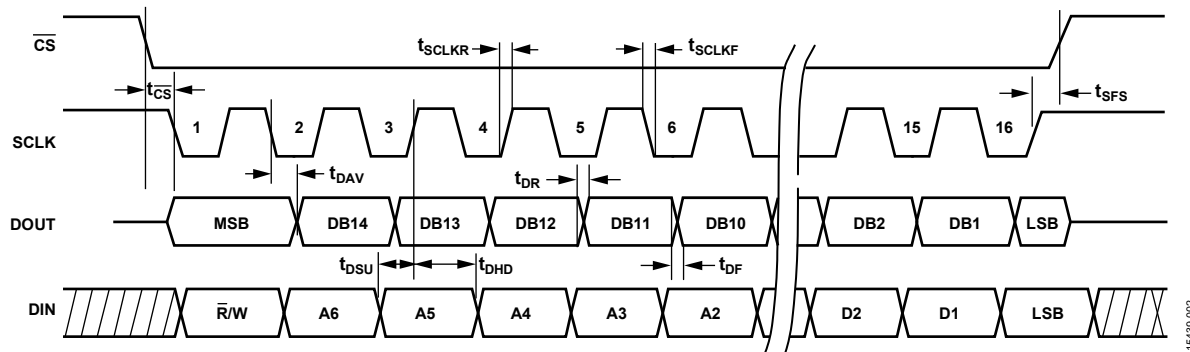 CS
tSCLKR
tSCLKF
tCS
tSFS
SCLK
1 2 3 4 5 6 15 16
tDAV
tDR
DOUT
MSB DB14 DB13 DB12 DB11 DB10 DB2 DB1 LSB
tDSU
tDHD
tDF
DIN
R/W A6 A5 A4 A3 A2 D2 D1 LSB
15439-002